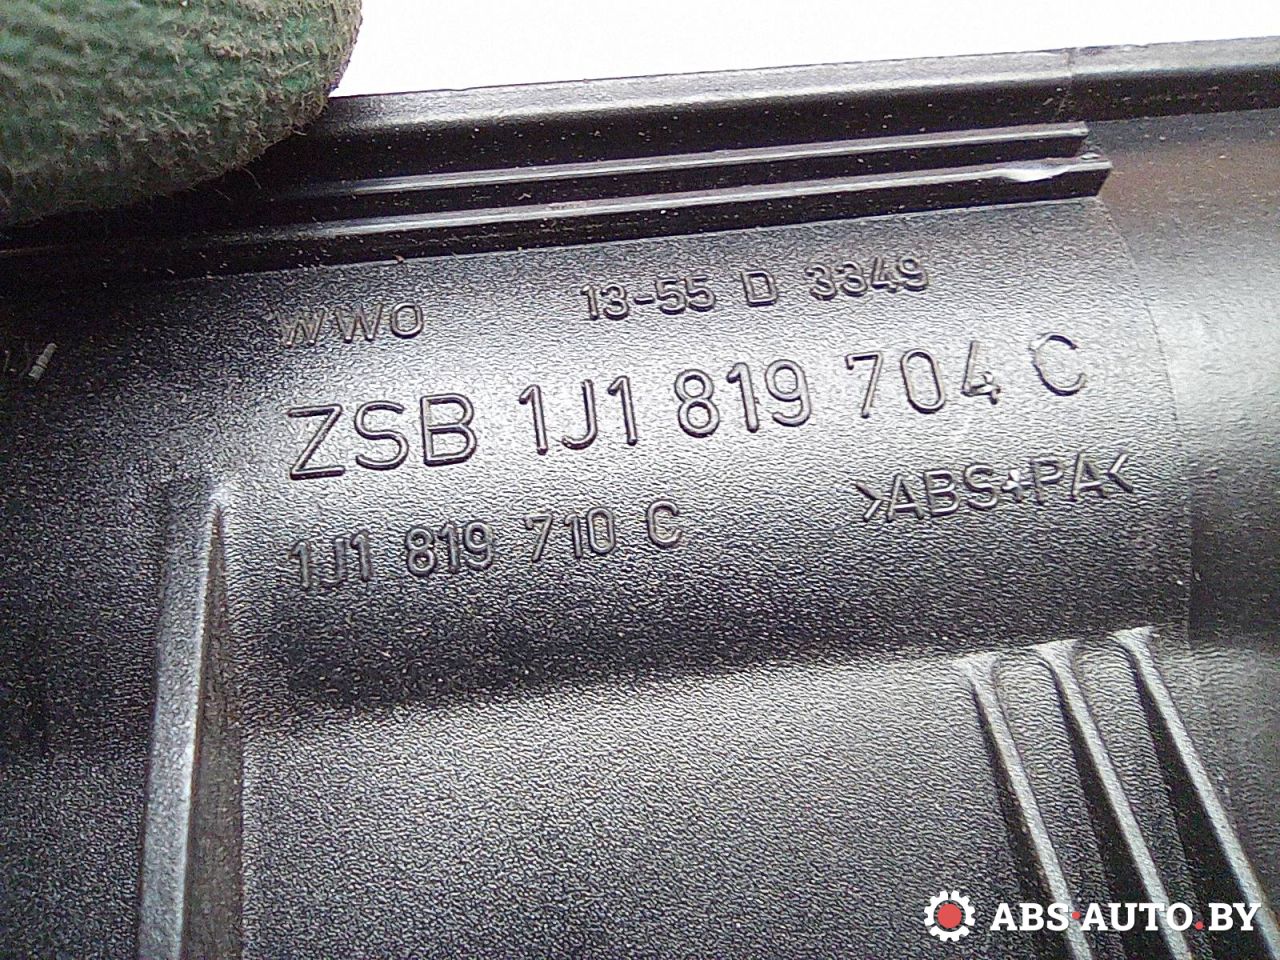 WWO 13-55 D 3349
ZSB 1J1 819 704 C
1J1 819 710 C >ABS+PA<
ABS·AUTO.BY